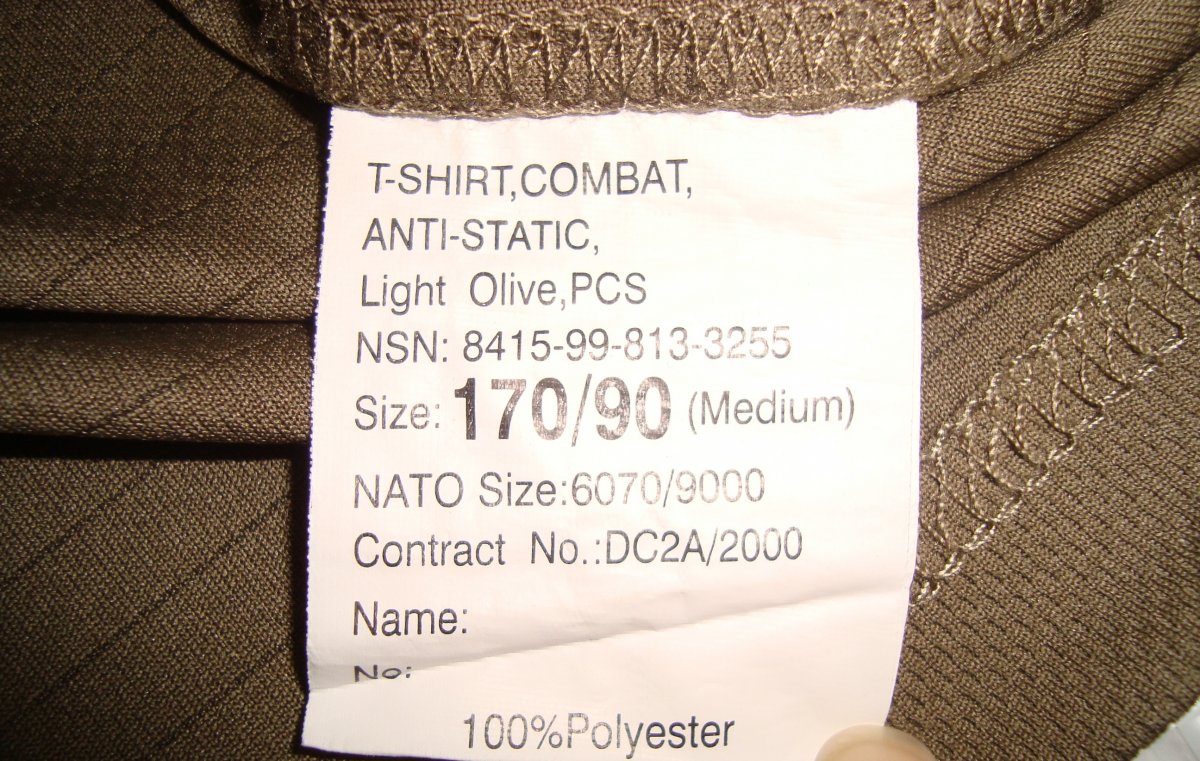 T-SHIRT,COMBAT,
ANTI-STATIC,
Light Olive,PCS
NSN: 8415-99-813-3255
Size: 170/90 (Medium)
NATO Size:6070/9000
Contract No.:DC2A/2000
Name:
No:
100%Polyester